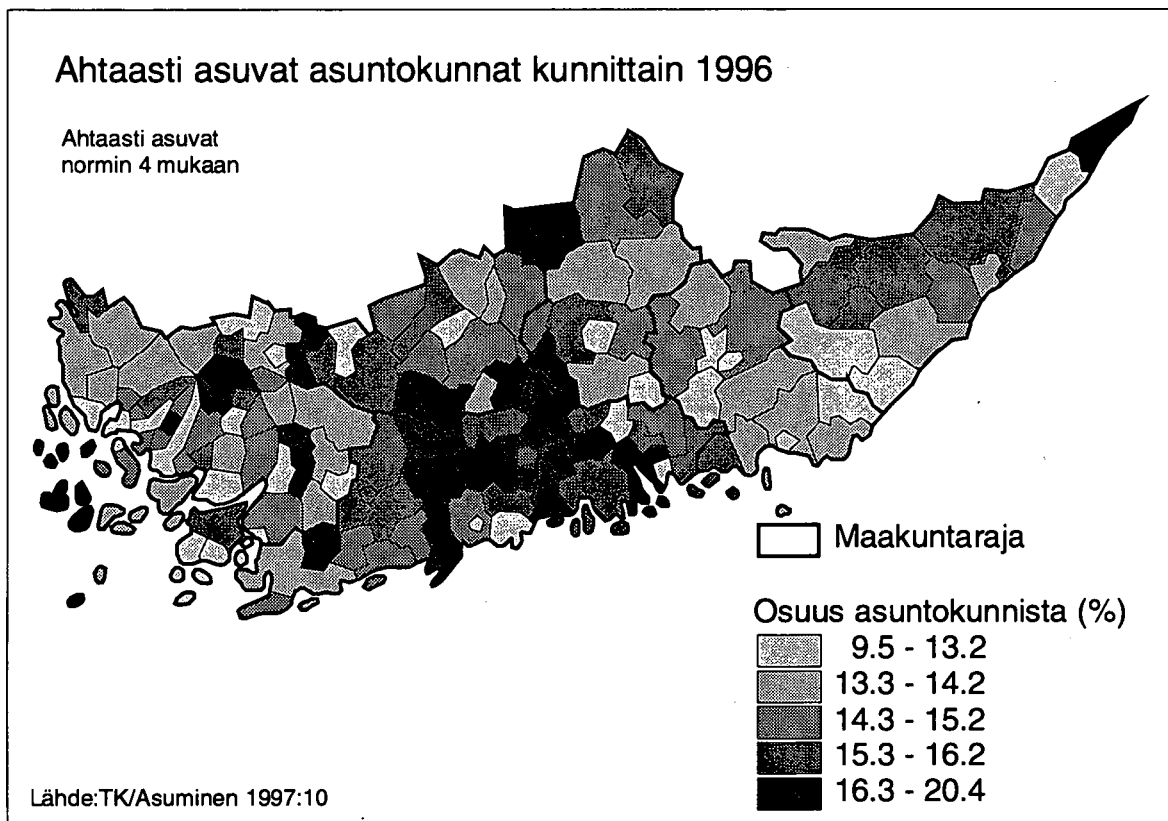 Ahtaasti asuvat asuntokunnat kunnittain 1996
Ahtaasti asuvat
normin 4 mukaan
Maakuntaraja
Osuus asuntokunnista (%)
9.5 - 13.2
13.3 - 14.2
14.3 - 15.2
15.3 - 16.2
16.3 - 20.4
Lähde:TK/Asuminen 1997:10